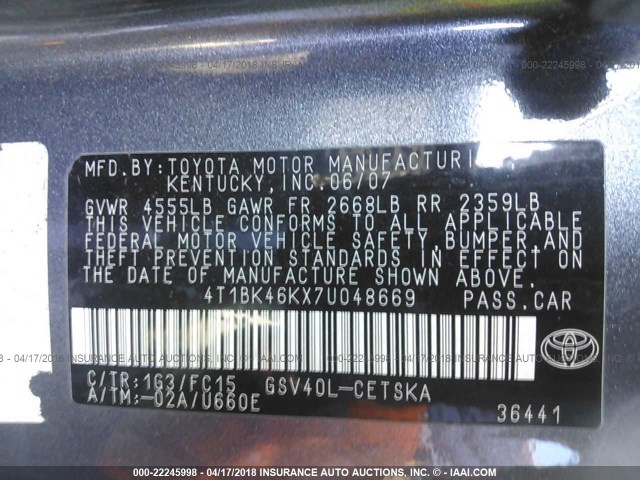 MFD. BY: TOYOTA MOTOR MANUFACTURI
KENTUCKY, INC. 06/07
GVWR 4555LB GAWR FR 2668LB RR 2359LB
THIS VEHICLE CONFORMS TO ALL APPLICABLE
FEDERAL MOTOR VEHICLE SAFETY, BUMPER, AND
THEFT PREVENTION STANDARDS IN EFFECT ON
THE DATE OF MANUFACTURE SHOWN ABOVE.
4T1BK46KX7U048669 PASS. CAR
C/TR: 1G3/FC15 GSV40L-CETSKA
A/TM: -02A/U660E
36441
000-22245998 - 04/17/2018 INSURANCE AUTO AUCTIONS, INC. © - IAAI.COM